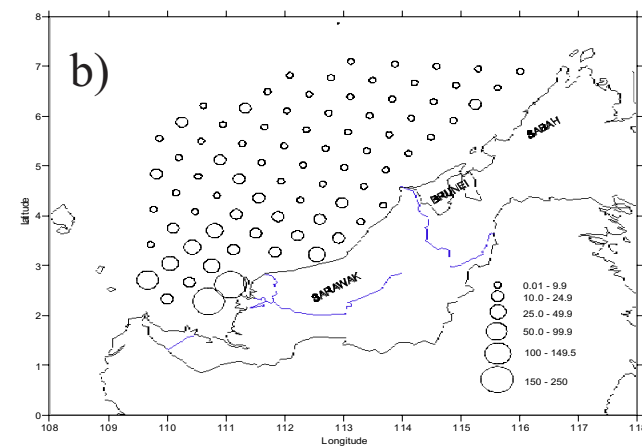 b)
8
7
6
5
4
3
2
1
0
latitude
SABAH
BRUNEI
SARAWAK
0.01 - 9.9
10.0 - 24.9
25.0 - 49.9
50.0 - 99.9
100 - 149.5
150 - 250
108 109 110 111 112 113 114 115 116 117
Longitude